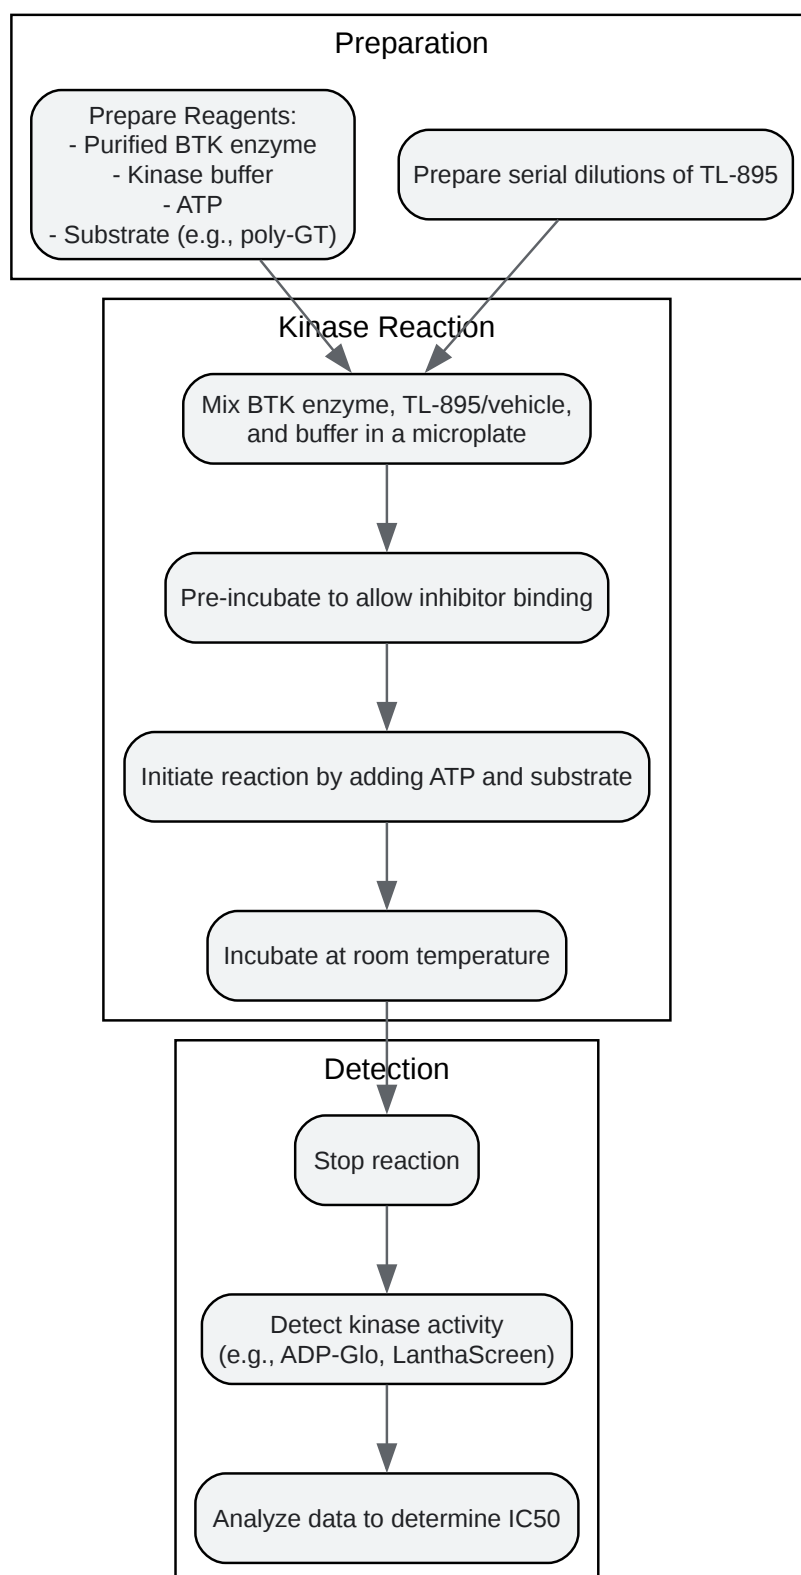 Preparation
Prepare Reagents:
- Purified BTK enzyme
- Kinase buffer
- ATP
- Substrate (e.g., poly-GT)
Prepare serial dilutions of TL-895
Kinase Reaction
Mix BTK enzyme, TL-895/vehicle,
and buffer in a microplate
Pre-incubate to allow inhibitor binding
Initiate reaction by adding ATP and substrate
Incubate at room temperature
Detection
Stop reaction
Detect kinase activity
(e.g., ADP-Glo, LanthaScreen)
Analyze data to determine IC50